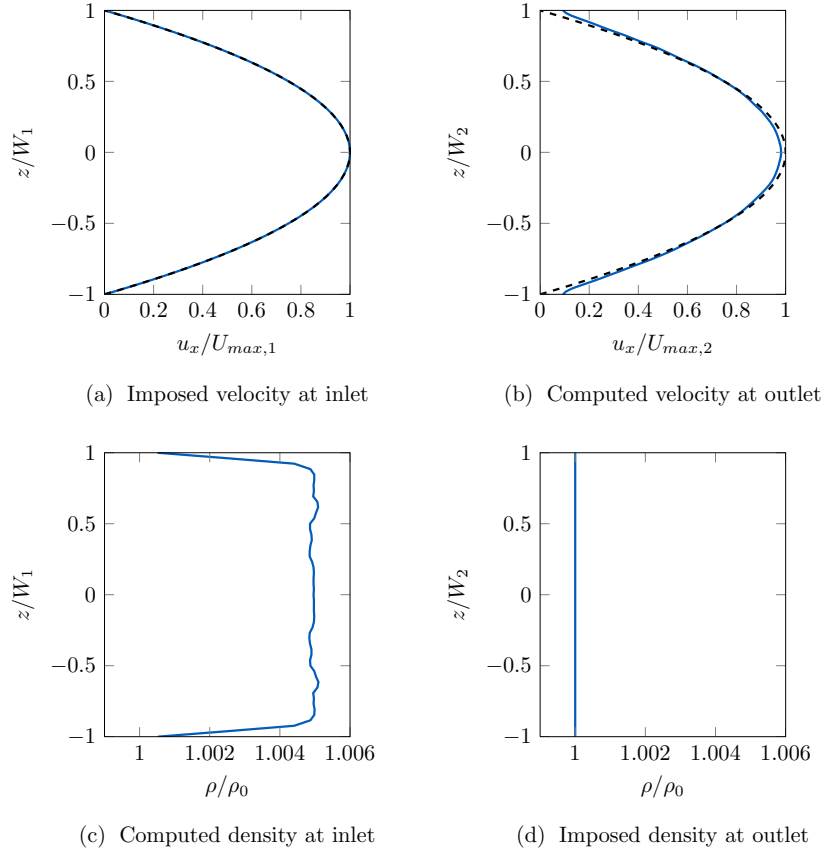 1
0.5
0
−0.5
−1
z/W1
0 0.2 0.4 0.6 0.8 1
ux/Umax,1
(a) Imposed velocity at inlet
1
0.5
0
−0.5
−1
z/W2
0 0.2 0.4 0.6 0.8 1
ux/Umax,2
(b) Computed velocity at outlet
1
0.5
0
−0.5
−1
z/W1
1 1.002 1.004 1.006
ρ/ρ0
(c) Computed density at inlet
1
0.5
0
−0.5
−1
z/W2
1 1.002 1.004 1.006
ρ/ρ0
(d) Imposed density at outlet